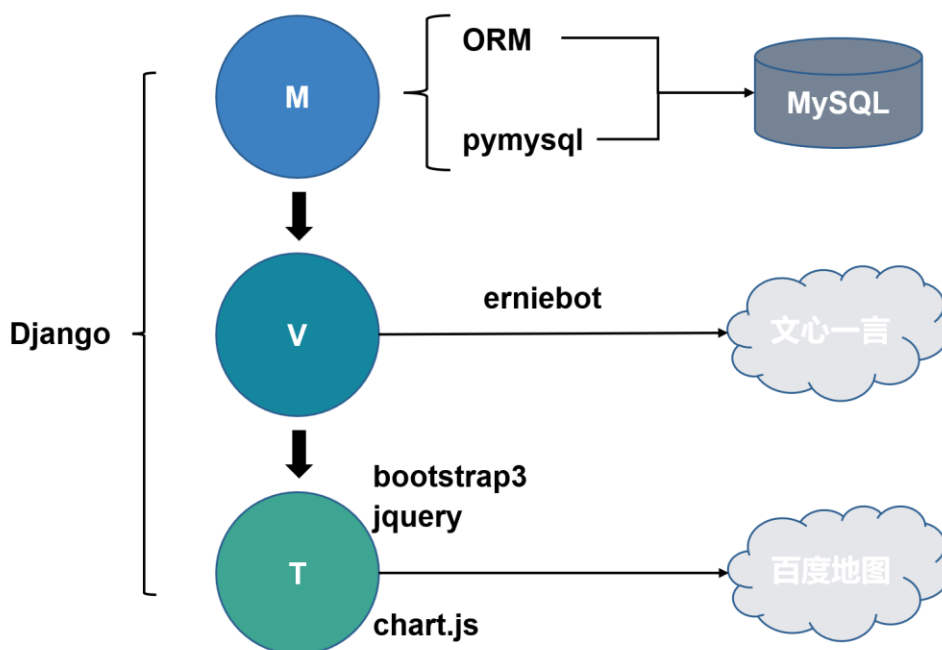 ORM
M
MySQL
pymysql
erniebot
Django
V
文心一言
bootstrap3
jquery
T
百度地图
chart.js